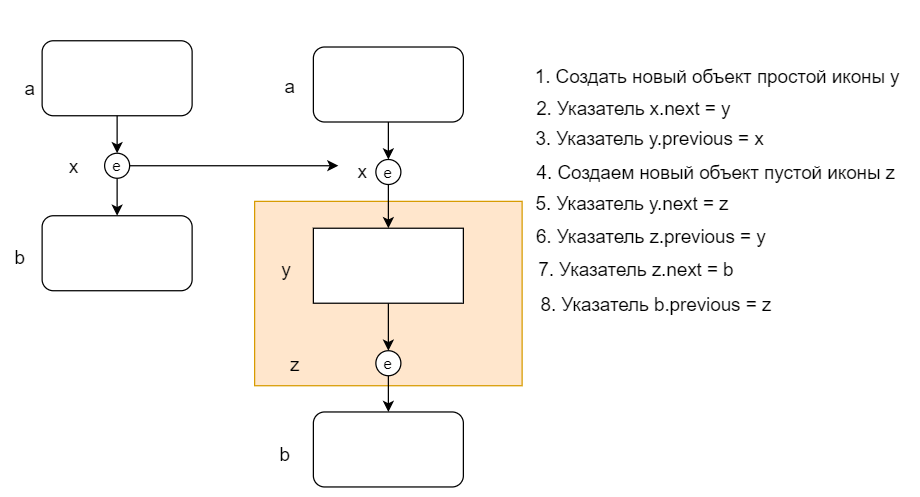 a
x
e
b
a
x
e
y
z
e
b
1. Создать новый объект простой иконы y
2. Указатель x.next = y
3. Указатель y.previous = x
4. Создаем новый объект пустой иконы z
5. Указатель y.next = z
6. Указатель z.previous = y
7. Указатель z.next = b
8. Указатель b.previous = z